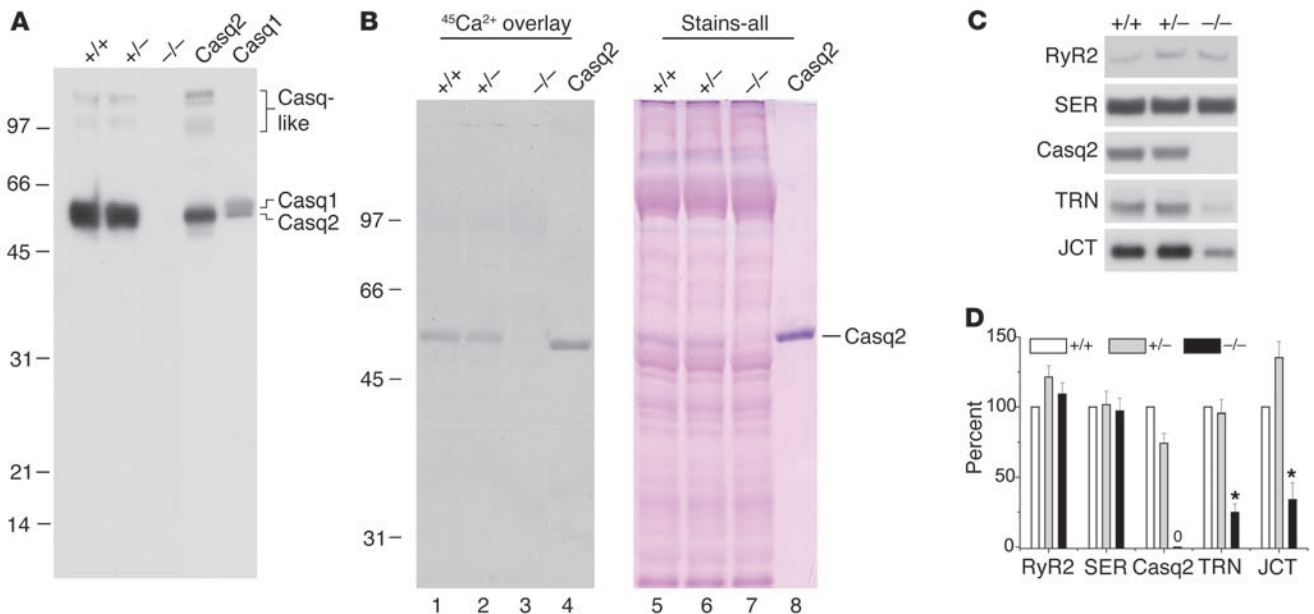 A
+/+ +/– –/– Casq2 Casq1
Casq-
like
97
66
Casq1
Casq2
45
31
21
14
B
45Ca2+ overlay
Stains-all
+/+ +/– –/– Casq2
+/+ +/– –/– Casq2
97
66
Casq2
45
31
1 2 3 4 5 6 7 8
C
+/+ +/– –/–
RyR2
SER
Casq2
TRN
JCT
D
150
+/+ +/– –/–
100
Percent
50
0
0
*
*
RyR2 SER Casq2 TRN JCT